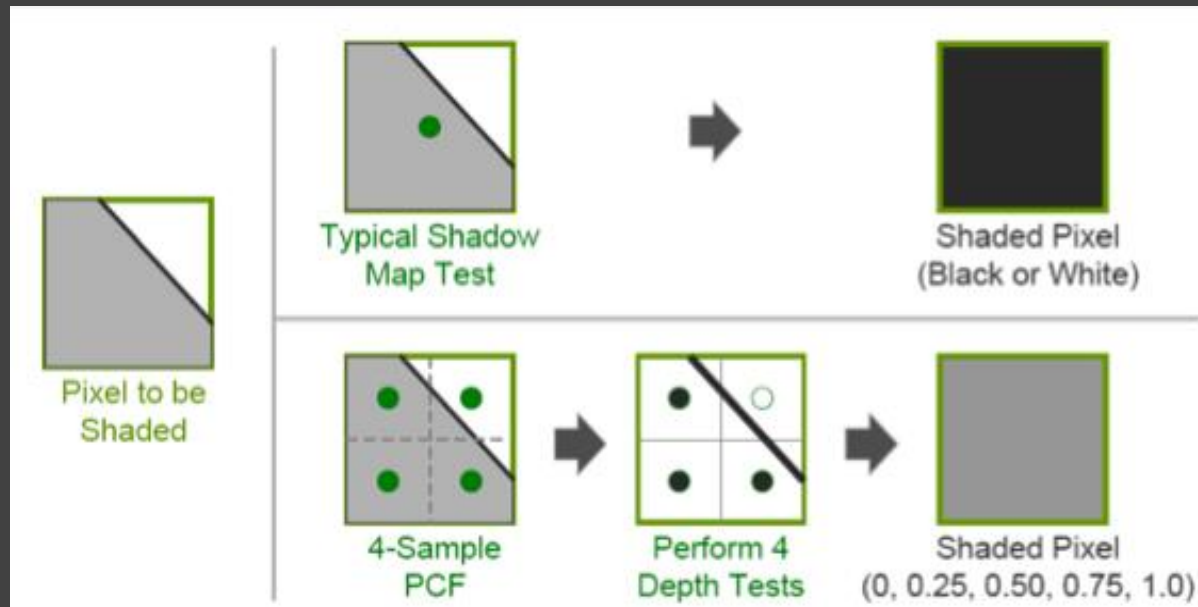 Pixel to be
Shaded
Typical Shadow
Map Test
Shaded Pixel
(Black or White)
4-Sample
PCF
Perform 4
Depth Tests
Shaded Pixel
(0, 0.25, 0.50, 0.75, 1.0)